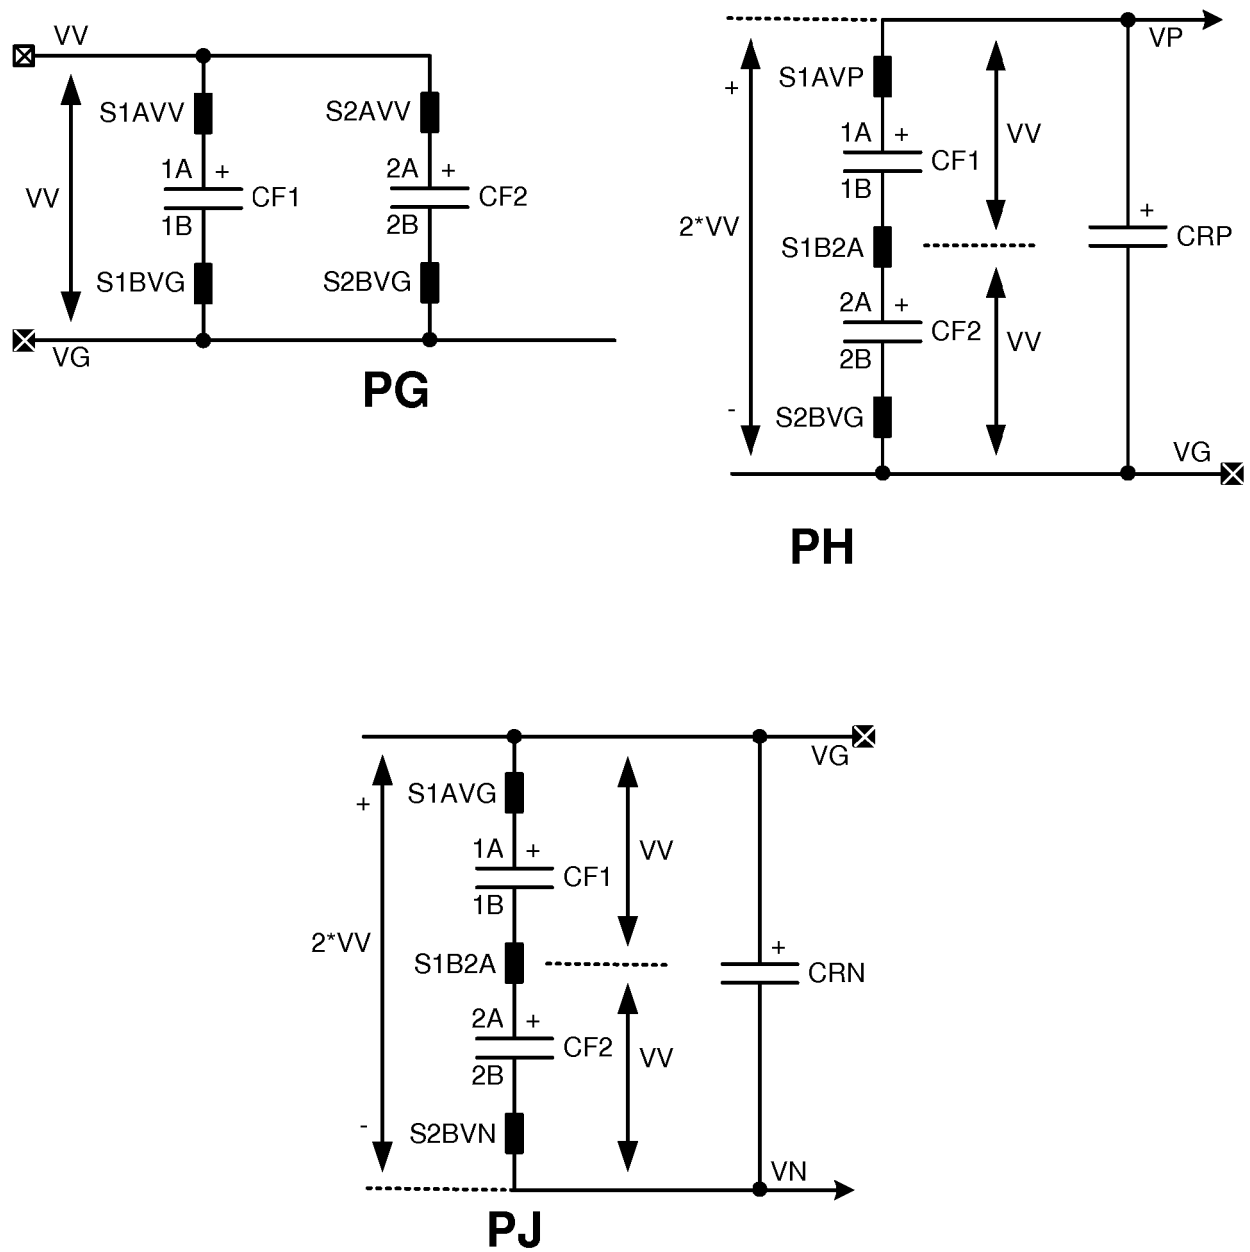 VV
S1AVV
S2AVV
1A +
2A +
VV
CF1
CF2
1B
2B
S1BVG
S2BVG
VG
PG
VP
S1AVP
+
1A +
VV
CF1
1B
+
2*VV
S1B2A
CRP
2A +
CF2
VV
2B
-
S2BVG
VG
PH
VG
S1AVG
+
1A +
VV
CF1
1B
2*VV
+
S1B2A
CRN
2A +
CF2
VV
2B
-
S2BVN
VN
PJ